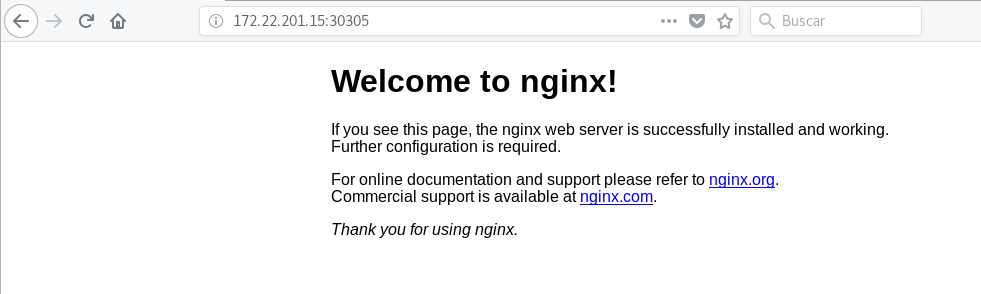 172.22.201.15:30305
Buscar
Welcome to nginx!
If you see this page, the nginx web server is successfully installed and working.
Further configuration is required.
For online documentation and support please refer to nginx.org.
Commercial support is available at nginx.com.
Thank you for using nginx.